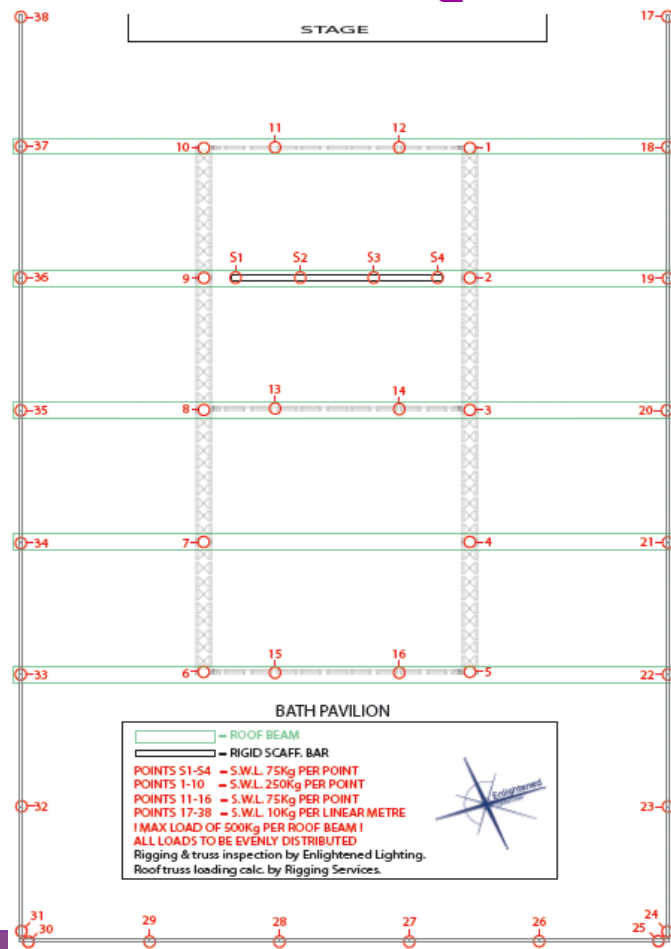 STAGE
38
17
11
12
37
10
1
18
S1
S2
S3
S4
36
9
2
19
13
14
35
8
3
20
34
7
4
21
15
16
33
6
5
22
BATH PAVILION
= ROOF BEAM
= RIGID SCAFF. BAR
POINTS S1-S4 = S.W.L. 75Kg PER POINT
POINTS 1-10 = S.W.L. 250Kg PER POINT
POINTS 11-16 = S.W.L. 75Kg PER POINT
POINTS 17-38 = S.W.L. 10Kg PER LINEAR METRE
! MAX LOAD OF 500Kg PER ROOF BEAM !
ALL LOADS TO BE EVENLY DISTRIBUTED
Rigging & truss inspection by Enlightened Lighting.
Roof truss loading calc. by Rigging Services.
Enlightened
32
23
31
30
29
28
27
26
25
24